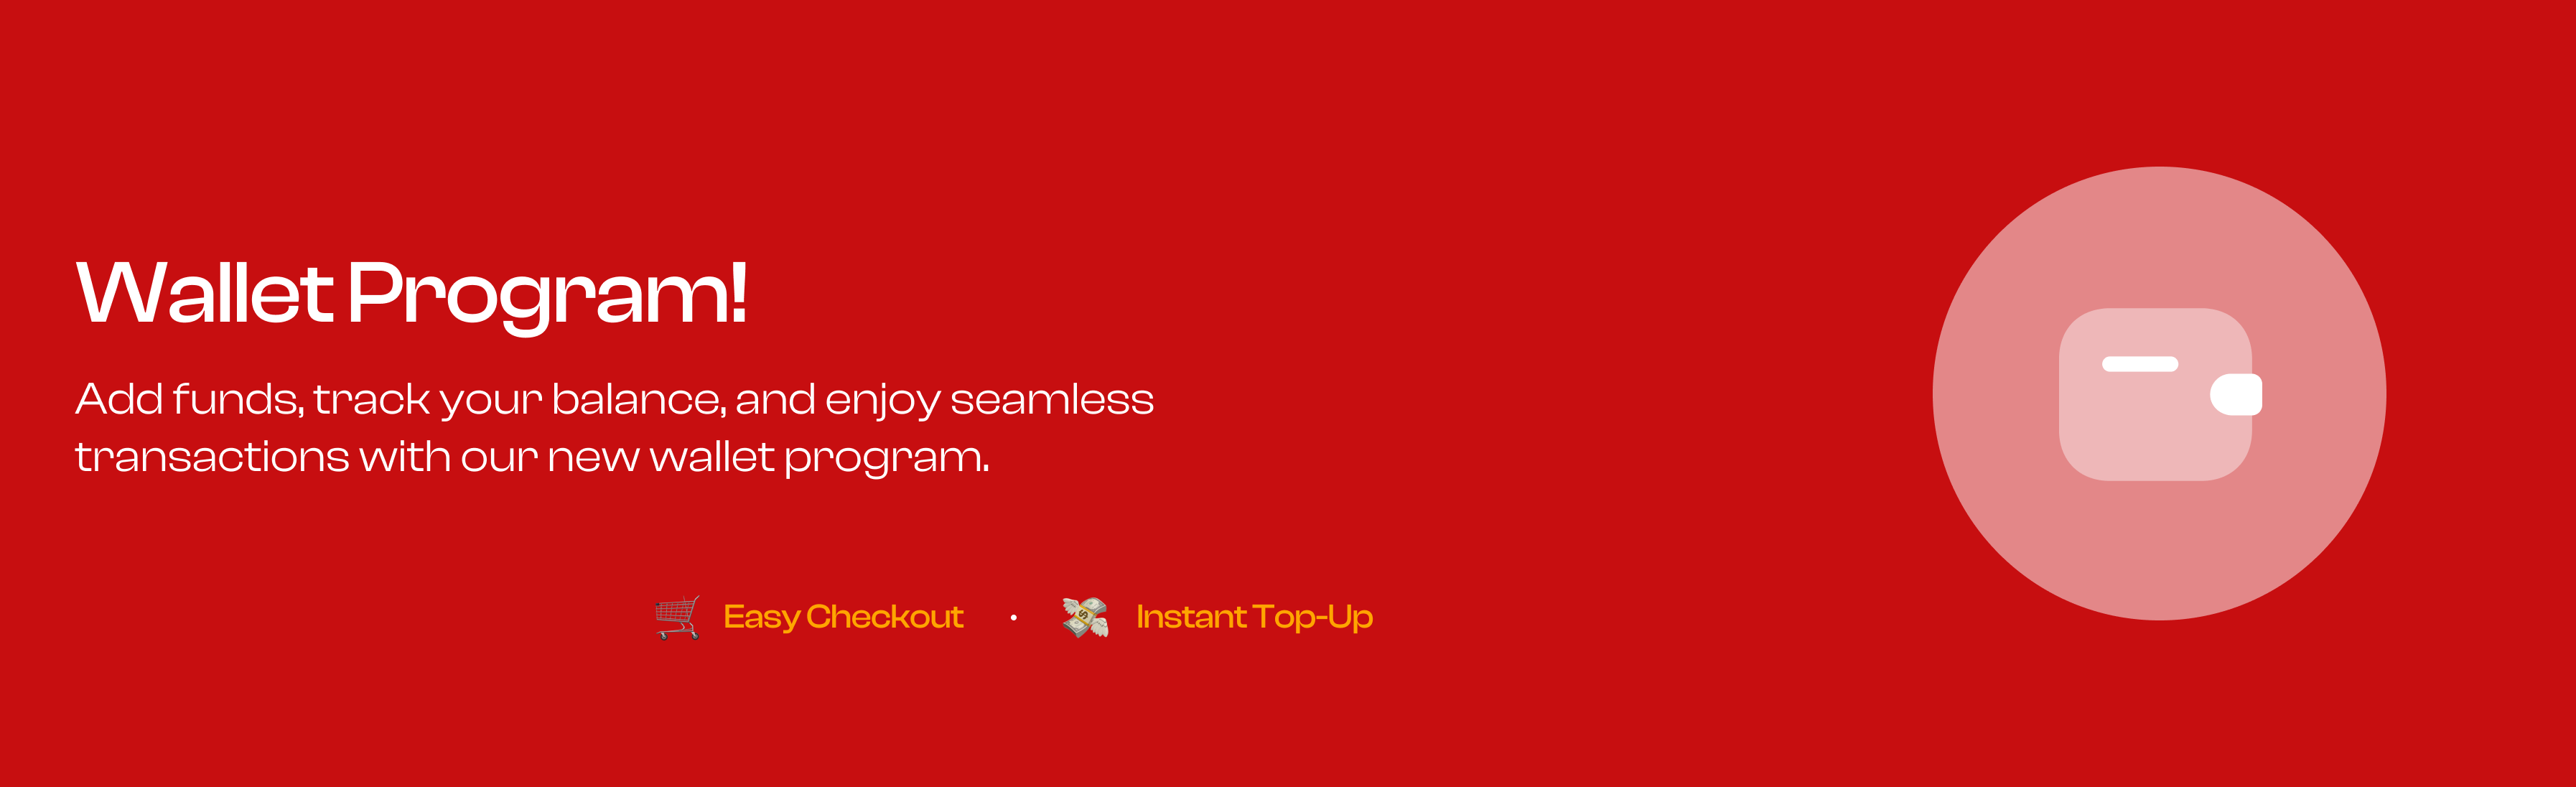 Wallet Program!
Add funds, track your balance, and enjoy seamless
transactions with our new wallet program.
Easy Checkout • Instant Top-Up